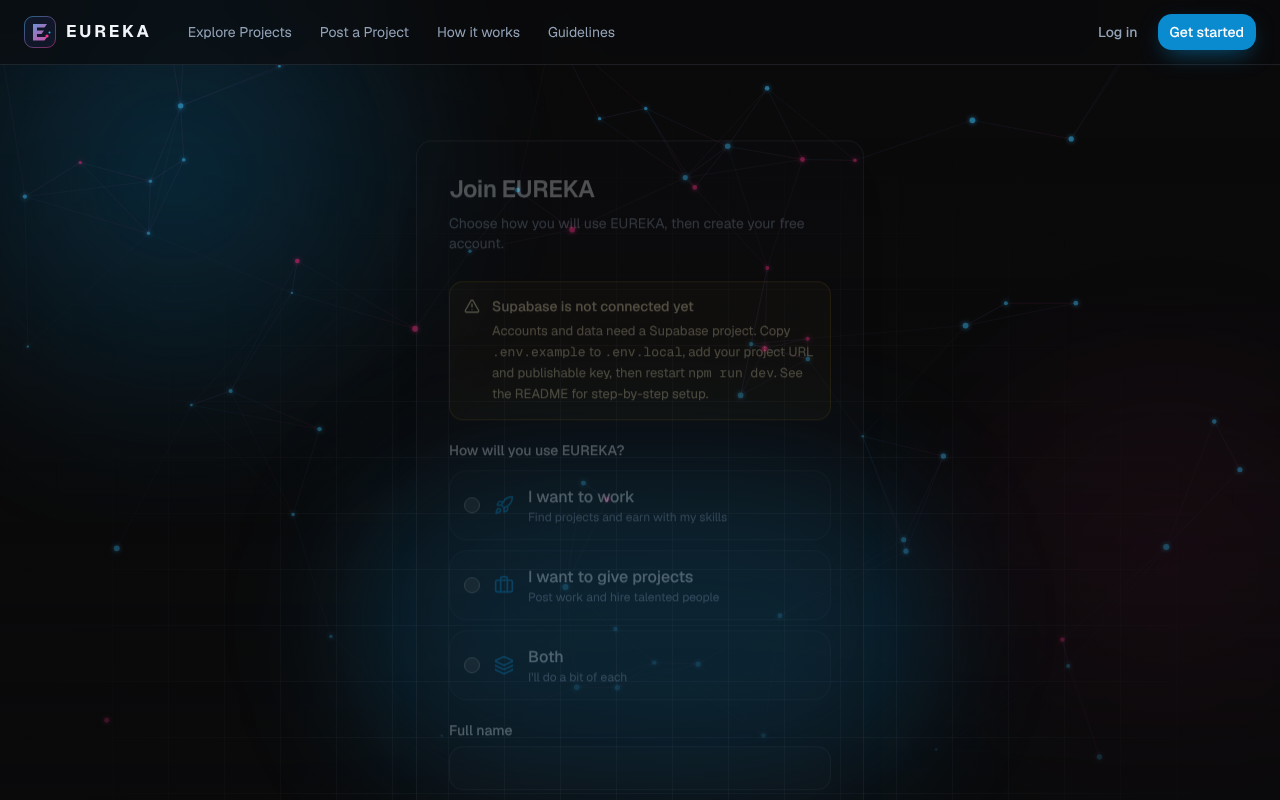 EUREKA
Explore Projects
Post a Project
How it works
Guidelines
Log in
Get started
Join EUREKA
Choose how you will use EUREKA, then create your free
account.
Supabase is not connected yet
Accounts and data need a Supabase project. Copy
.env.example to .env.local, add your project URL
and publishable key, then restart npm run dev. See
the README for step-by-step setup.
How will you use EUREKA?
I want to work
Find projects and earn with my skills
I want to give projects
Post work and hire talented people
Both
I'll do a bit of each
Full name